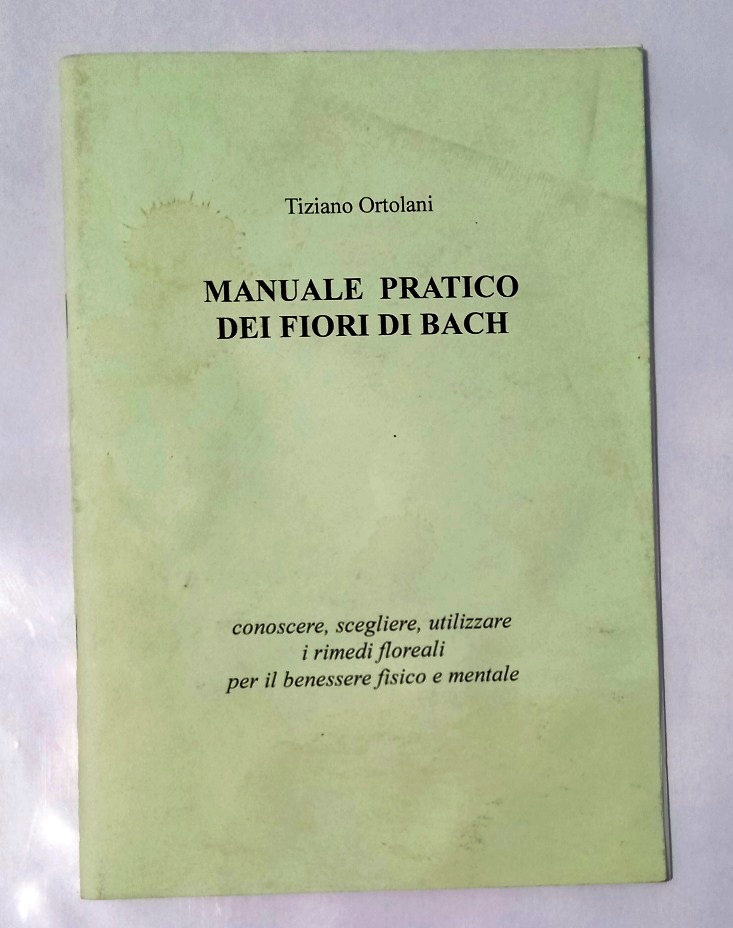 Tiziano Ortolani
MANUALE PRATICO
DEI FIORI DI BACH
conoscere, scegliere, utilizzare
i rimedi floreali
per il benessere fisico e mentale